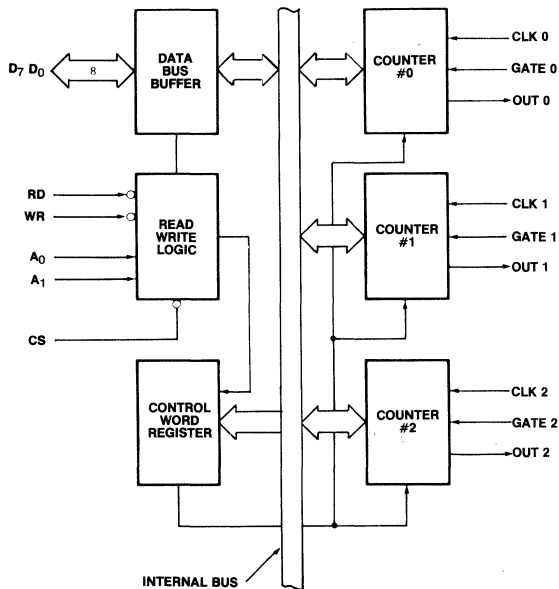 D7 D0
8
DATA
BUS
BUFFER
COUNTER
#0
CLK 0
GATE 0
OUT 0
RD
WR
A0
A1
CS
READ
WRITE
LOGIC
COUNTER
#1
CLK 1
GATE 1
OUT 1
CONTROL
WORD
REGISTER
COUNTER
#2
CLK 2
GATE 2
OUT 2
INTERNAL BUS